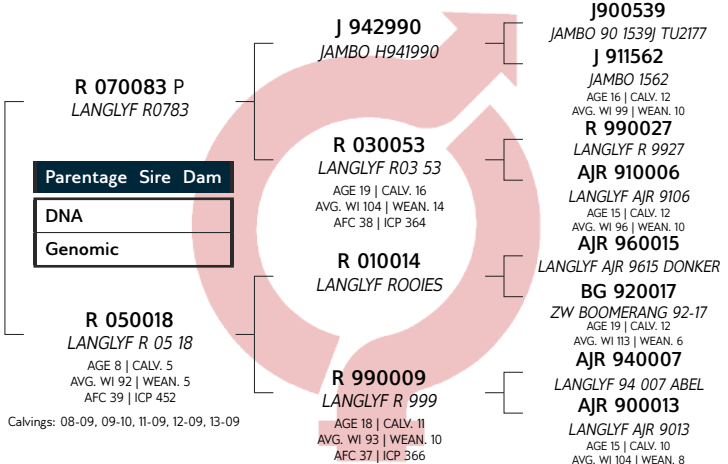 R 070083 P
LANGLYF R0783
Parentage Sire Dam
DNA
Genomic
R 050018
LANGLYF R 05 18
AGE 8 | CALV. 5
AVG. WI 92 | WEAN. 5
AFC 39 | ICP 452
Calvings: 08-09, 09-10, 11-09, 12-09, 13-09
J 942990
JAMBO H941990
R 030053
LANGLYF R03 53
AGE 19 | CALV. 16
AVG. WI 104 | WEAN. 14
AFC 38 | ICP 364
R 010014
LANGLYF ROOIES
R 990009
LANGLYF R 999
AGE 18 | CALV. 11
AVG. WI 93 | WEAN. 10
AFC 37 | ICP 366
J900539
JAMBO 90 1539J TU2177
J 911562
JAMBO 1562
AGE 16 | CALV. 12
AVG. WI 99 | WEAN. 10
R 990027
LANGLYF R 9927
AJR 910006
LANGLYF AJR 9106
AGE 15 | CALV. 12
AVG. WI 96 | WEAN. 10
AJR 960015
LANGLYF AJR 9615 DONKER
BG 920017
ZW BOOMERANG 92-17
AGE 19 | CALV. 12
AVG. WI 113 | WEAN. 6
AJR 940007
LANGLYF 94 007 ABEL
AJR 900013
LANGLYF AJR 9013
AGE 15 | CALV. 10
AVG. WI 104 | WEAN. 8